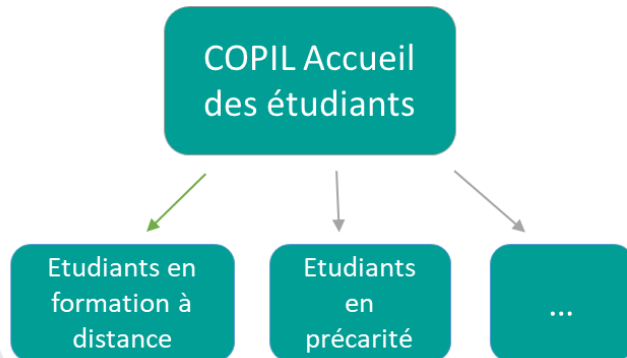 COPIL Accueil
des étudiants
Etudiants en
formation à
distance
Etudiants
en
précarité
...